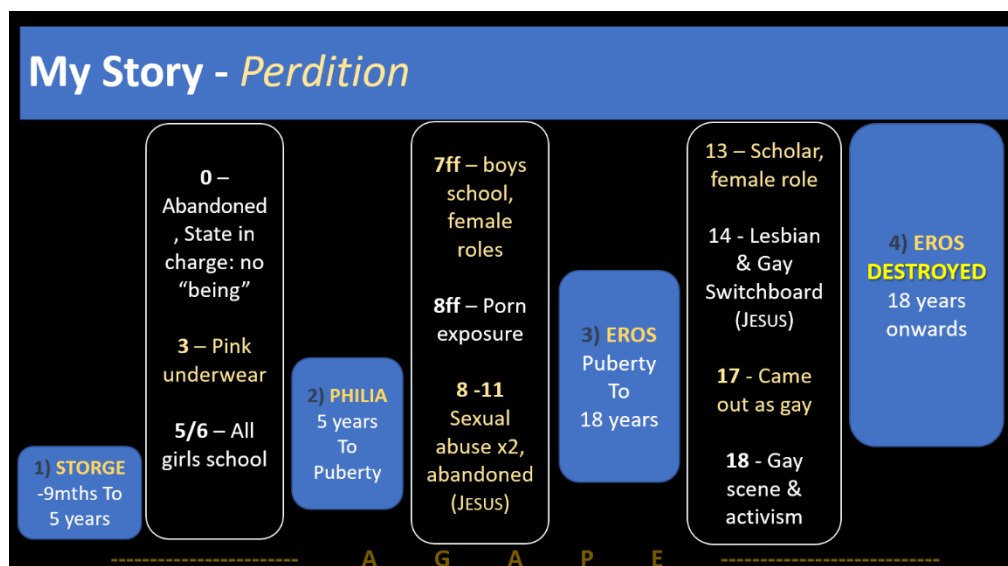 My Story - Perdition
1) STORGE
-9mths To
5 years
0 –
Abandoned
, State in
charge: no
“being”
3 – Pink
underwear
5/6 – All
girls school
2) PHILIA
5 years
To
Puberty
7ff – boys
school,
female
roles
8ff – Porn
exposure
8 -11
Sexual
abuse x2,
abandoned
(JESUS)
3) EROS
Puberty
To
18 years
13 – Scholar,
female role
14 - Lesbian
& Gay
Switchboard
(JESUS)
17 - Came
out as gay
18 - Gay
scene &
activism
4) EROS
DESTROYED
18 years
onwards
---------------------- A G A P E -------------------------